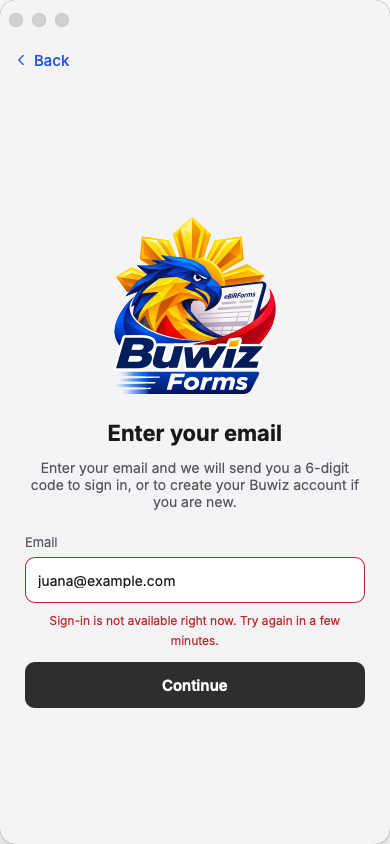 Back
eBIRForms
Buwiz
Forms
Enter your email
Enter your email and we will send you a 6-digit
code to sign in, or to create your Buwiz account if
you are new.
Email
juana@example.com
Sign-in is not available right now. Try again in a few
minutes.
Continue